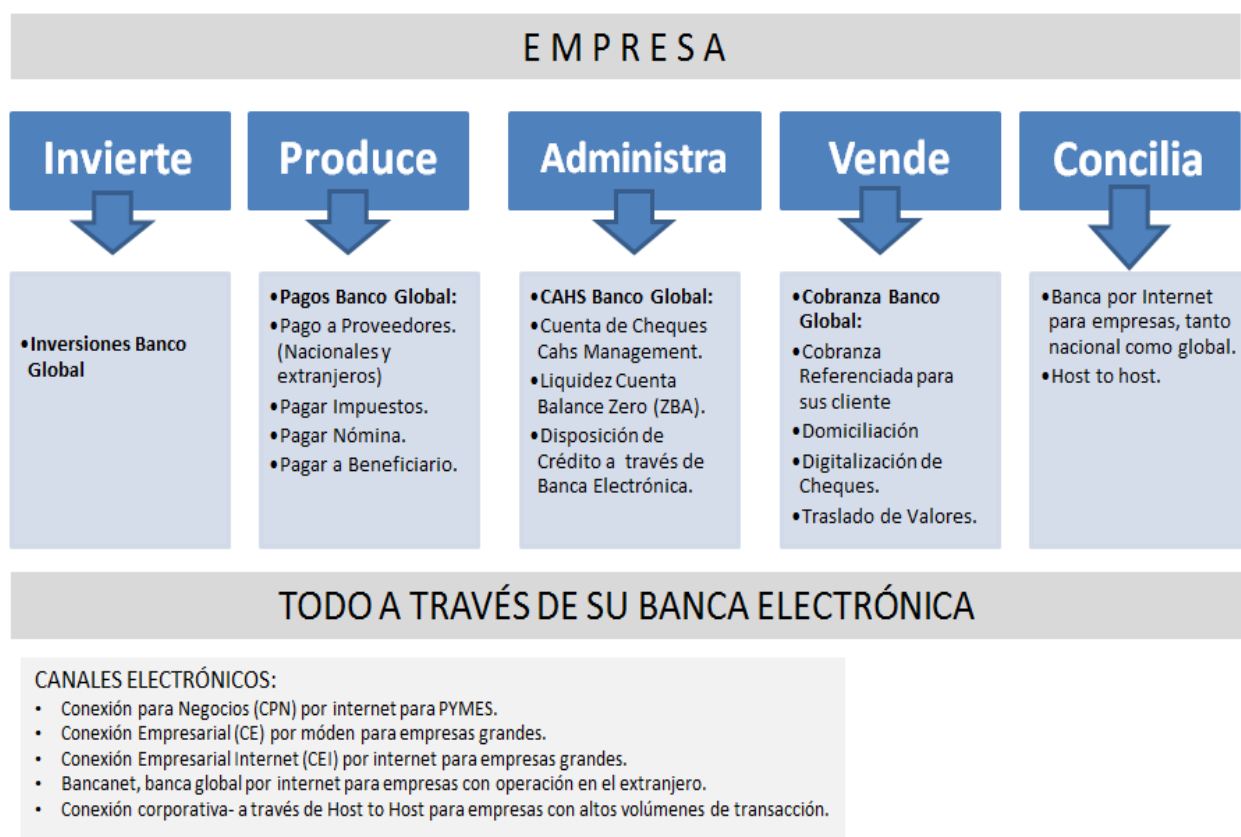 EMPRESA
Invierte
Produce
Administra
Vende
Concilia
•Inversiones Banco
Global
•Pagos Banco Global:
•Pago a Proveedores.
(Nacionales y
extranjeros)
•Pagar Impuestos.
•Pagar Nómina.
•Pagar a Beneficiario.
•CAHS Banco Global:
•Cuenta de Cheques
Cahs Management.
•Liquidez Cuenta
Balance Zero (ZBA).
•Disposición de
Crédito a través de
Banca Electrónica.
•Cobranza Banco
Global:
•Cobranza
Referenciada para
sus cliente
•Domiciliación
•Digitalización de
Cheques.
•Traslado de Valores.
•Banca por Internet
para empresas, tanto
nacional como global.
•Host to host.
TODO A TRAVÉS DE SU BANCA ELECTRÓNICA
CANALES ELECTRÓNICOS:
• Conexión para Negocios (CPN) por internet para PYMES.
• Conexión Empresarial (CE) por móden para empresas grandes.
• Conexión Empresarial Internet (CEI) por internet para empresas grandes.
• Bancanet, banca global por internet para empresas con operación en el extranjero.
• Conexión corporativa- a través de Host to Host para empresas con altos volúmenes de transacción.